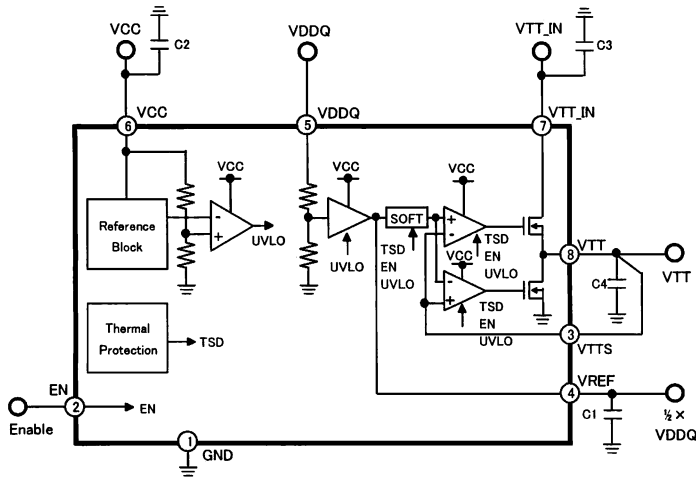 VCC
C2
VDDQ
VTT_IN
C3
VCC
6
VDDQ
5
VTT_IN
7
VCC
VCC
VCC
Reference
Block
-
+
UVLO
SOFT
+
-
UVLO
TSD
EN
UVLO
TSD
EN
UVLO
VCC
-
+
TSD
EN
UVLO
VTT
8
VTT
C4
3
VTTS
Thermal
Protection
TSD
EN
2
EN
Enable
VREF
4
C1
½ ×
VDDQ
1
GND